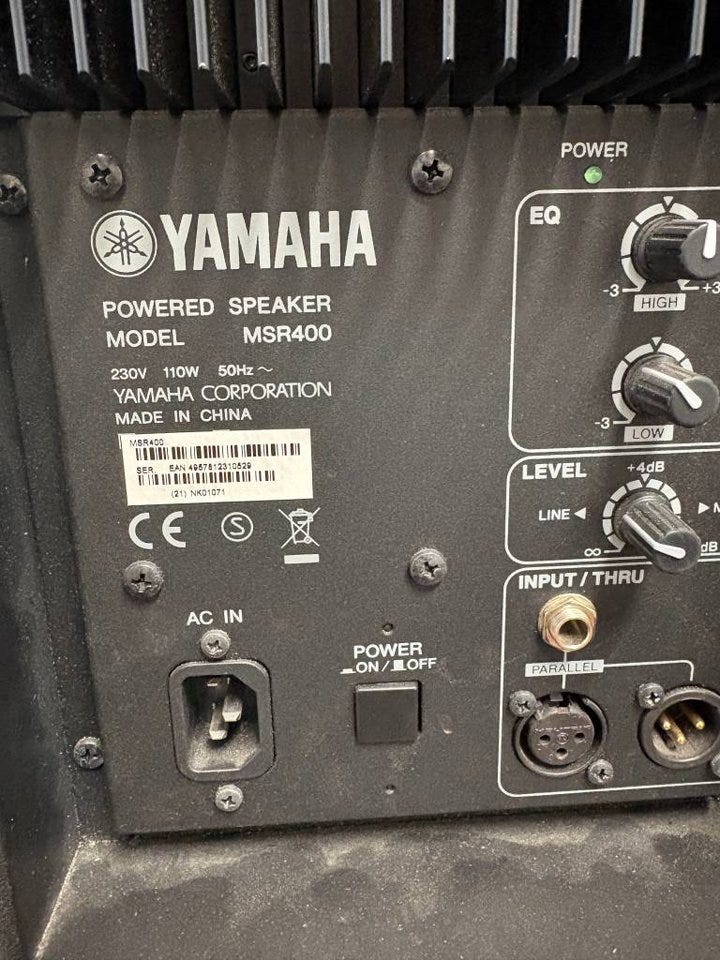 POWER
YAMAHA
EQ
POWERED SPEAKER
MODEL MSR400
-3 +3
HIGH
230V 110W 50Hz ~
YAMAHA CORPORATION
MADE IN CHINA
-3
LOW
MSR400
SER. EAN 4957812310529
(21) NK01071
LEVEL
+4dB
LINE ◀ ▶ M
∞ dB
CE
S
INPUT / THRU
AC IN
POWER
▂ON / ■OFF
PARALLEL
NEUTRIK